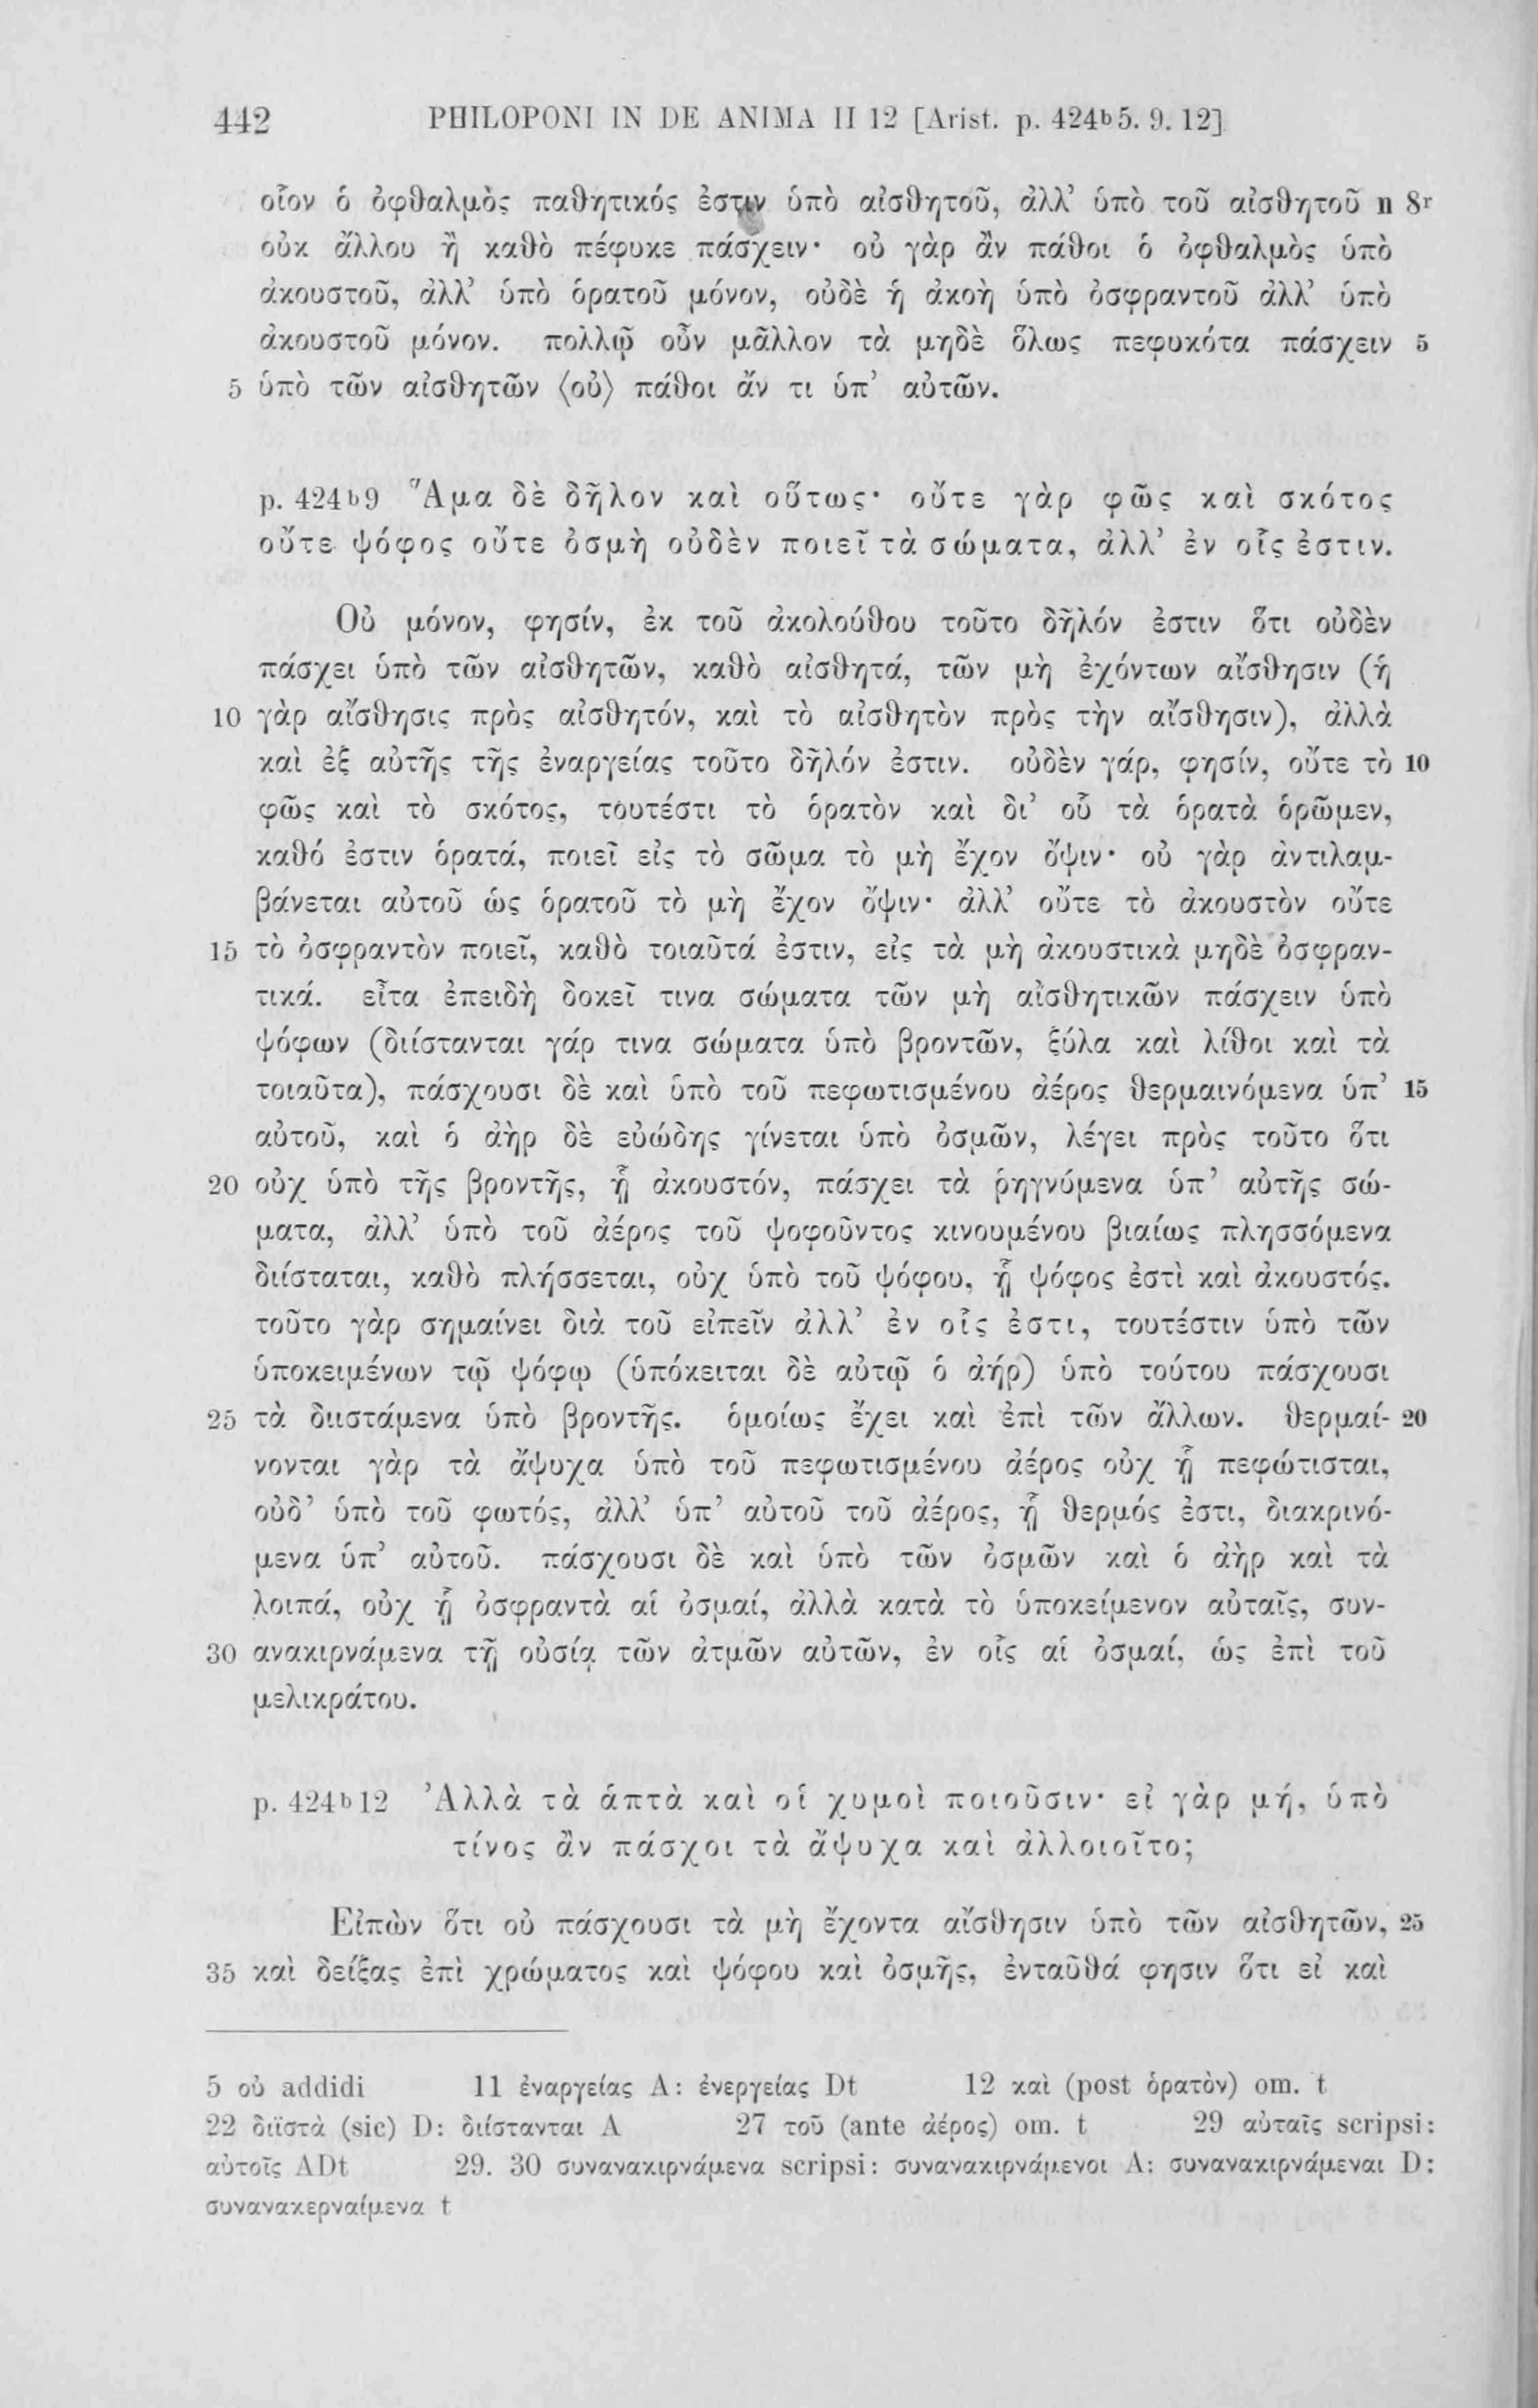 442 PHILOPONI IN DE ANIMA II 12 [Arist. p. 424b5. 9. 12]
οἷον ὁ ὀφθαλμὸς παθητικός ἐστιν ὑπὸ αἰσθητοῦ, ἀλλ’ ὑπὸ τοῦ αἰσθητοῦ n 8r
οὐκ ἄλλου ἢ καθὸ πέφυκε πάσχειν· οὐ γὰρ ἂν πάθοι ὁ ὀφθαλμὸς ὑπὸ
ἀκουστοῦ, ἀλλ’ ὑπὸ ὁρατοῦ μόνον, οὐδὲ ἡ ἀκοὴ ὑπὸ ὀσφραντοῦ ἀλλ’ ὑπὸ
ἀκουστοῦ μόνον. πολλῷ οὖν μᾶλλον τὰ μηδὲ ὅλως πεφυκότα πάσχειν 5
5 ὑπὸ τῶν αἰσθητῶν ⟨οὐ⟩ πάθοι ἄν τι ὑπ’ αὐτῶν.
p. 424b9 Ἅμα δὲ δῆλον καὶ οὕτως· οὔτε γὰρ φῶς καὶ σκότος
οὔτε ψόφος οὔτε ὀσμὴ οὐδὲν ποιεῖ τὰ σώματα, ἀλλ’ ἐν οἷς ἐστιν.
Οὐ μόνον, φησίν, ἐκ τοῦ ἀκολούθου τοῦτο δῆλόν ἐστιν ὅτι οὐδὲν
πάσχει ὑπὸ τῶν αἰσθητῶν, καθὸ αἰσθητά, τῶν μὴ ἐχόντων αἴσθησιν (ἡ
10 γὰρ αἴσθησις πρὸς αἰσθητόν, καὶ τὸ αἰσθητὸν πρὸς τὴν αἴσθησιν), ἀλλὰ
καὶ ἐξ αὐτῆς τῆς ἐναργείας τοῦτο δῆλόν ἐστιν. οὐδὲν γάρ, φησίν, οὔτε τὸ 10
φῶς καὶ τὸ σκότος, τουτέστι τὸ ὁρατὸν καὶ δι’ οὗ τὰ ὁρατὰ ὁρῶμεν,
καθό ἐστιν ὁρατά, ποιεῖ εἰς τὸ σῶμα τὸ μὴ ἔχον ὄψιν· οὐ γὰρ ἀντιλαμ-
βάνεται αὐτοῦ ὡς ὁρατοῦ τὸ μὴ ἔχον ὄψιν· ἀλλ’ οὔτε τὸ ἀκουστὸν οὔτε
15 τὸ ὀσφραντὸν ποιεῖ, καθὸ τοιαῦτά ἐστιν, εἰς τὰ μὴ ἀκουστικὰ μηδὲ ὀσφραν-
τικά. εἶτα ἐπειδὴ δοκεῖ τινα σώματα τῶν μὴ αἰσθητικῶν πάσχειν ὑπὸ
ψόφων (διίστανται γάρ τινα σώματα ὑπὸ βροντῶν, ξύλα καὶ λίθοι καὶ τὰ
τοιαῦτα), πάσχουσι δὲ καὶ ὑπὸ τοῦ πεφωτισμένου ἀέρος θερμαινόμενα ὑπ’ 15
αὐτοῦ, καὶ ὁ ἀὴρ δὲ εὐώδης γίνεται ὑπὸ ὀσμῶν, λέγει πρὸς τοῦτο ὅτι
20 οὐχ ὑπὸ τῆς βροντῆς, ᾗ ἀκουστόν, πάσχει τὰ ῥηγνύμενα ὑπ’ αὐτῆς σώ-
ματα, ἀλλ’ ὑπὸ τοῦ ἀέρος τοῦ ψοφοῦντος κινουμένου βιαίως πλησσόμενα
διίσταται, καθὸ πλήσσεται, οὐχ ὑπὸ τοῦ ψόφου, ᾗ ψόφος ἐστὶ καὶ ἀκουστός.
τοῦτο γὰρ σημαίνει διὰ τοῦ εἰπεῖν ἀλλ’ ἐν οἷς ἐστι, τουτέστιν ὑπὸ τῶν
ὑποκειμένων τῷ ψόφῳ (ὑπόκειται δὲ αὐτῷ ὁ ἀήρ) ὑπὸ τούτου πάσχουσι
25 τὰ διιστάμενα ὑπὸ βροντῆς. ὁμοίως ἔχει καὶ ἐπὶ τῶν ἄλλων. θερμαί- 20
νονται γὰρ τὰ ἄψυχα ὑπὸ τοῦ πεφωτισμένου ἀέρος οὐχ ᾗ πεφώτισται,
οὐδ’ ὑπὸ τοῦ φωτός, ἀλλ’ ὑπ’ αὐτοῦ τοῦ ἀέρος, ᾗ θερμός ἐστι, διακρινό-
μενα ὑπ’ αὐτοῦ. πάσχουσι δὲ καὶ ὑπὸ τῶν ὀσμῶν καὶ ὁ ἀὴρ καὶ τὰ
λοιπά, οὐχ ᾗ ὀσφραντὰ αἱ ὀσμαί, ἀλλὰ κατὰ τὸ ὑποκείμενον αὐταῖς, συν-
30 ανακιρνάμενα τῇ οὐσίᾳ τῶν ἀτμῶν αὐτῶν, ἐν οἷς αἱ ὀσμαί, ὡς ἐπὶ τοῦ
μελικράτου.
p. 424b12 Ἀλλὰ τὰ ἁπτὰ καὶ οἱ χυμοὶ ποιοῦσιν· εἰ γὰρ μή, ὑπὸ
τίνος ἂν πάσχοι τὰ ἄψυχα καὶ ἀλλοιοῖτο;
Εἰπὼν ὅτι οὐ πάσχουσι τὰ μὴ ἔχοντα αἴσθησιν ὑπὸ τῶν αἰσθητῶν, 25
35 καὶ δείξας ἐπὶ χρώματος καὶ ψόφου καὶ ὀσμῆς, ἐνταῦθά φησιν ὅτι εἰ καὶ
5 οὐ addidi 11 ἐναργείας A: ἐνεργείας Dt 12 καὶ (post ὁρατὸν) om. t
22 διϊστὰ (sic) D: διίστανται A 27 τοῦ (ante ἀέρος) om. t 29 αὐταῖς scripsi:
αὐτοῖς ADt 29. 30 συνανακιρνάμενα scripsi: συνανακιρνάμενοι A: συνανακιρνάμεναι D:
συνανακερναίμενα t